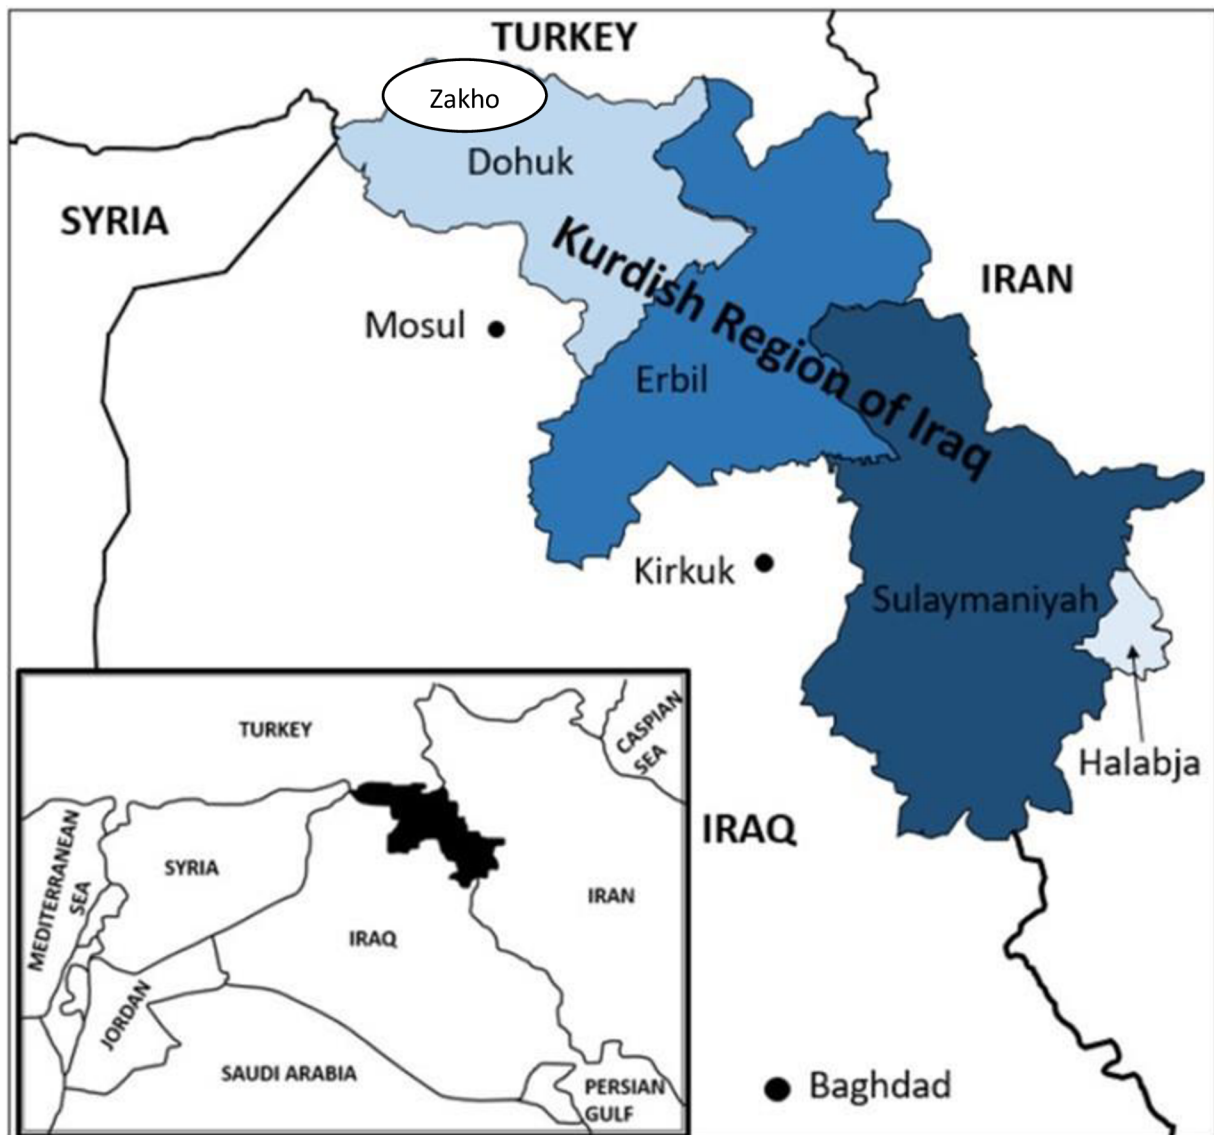 TURKEY
Zakho
Dohuk
SYRIA
Kurdish Region of Iraq
IRAN
Mosul
Erbil
Kirkuk
Sulaymaniyah
Halabja
IRAQ
Baghdad
TURKEY
CASPIAN
SEA
MEDITERRANEAN
SEA
SYRIA
IRAN
IRAQ
JORDAN
SAUDI ARABIA
PERSIAN
GULF